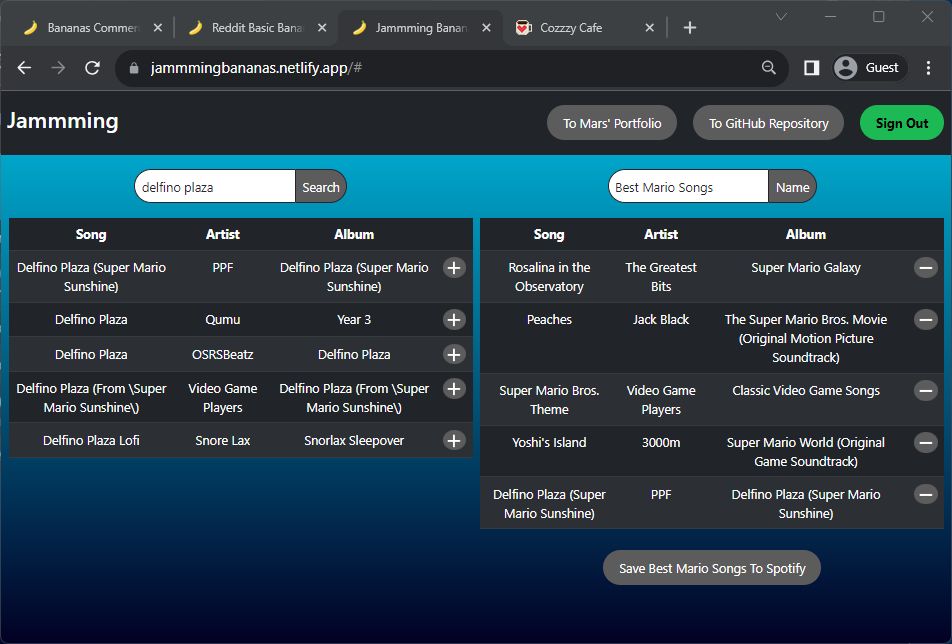 Bananas Commen
Reddit Basic Bana
Jammming Banan
Cozzzy Cafe
jammmingbananas.netlify.app/#
Guest
Jammming
To Mars' Portfolio
To GitHub Repository
Sign Out
delfino plaza
Search
Song Artist Album
Delfino Plaza (Super Mario
Sunshine)
PPF
Delfino Plaza (Super Mario
Sunshine)
Delfino Plaza Qumu Year 3
Delfino Plaza OSRSBeatz Delfino Plaza
Delfino Plaza (From \Super
Mario Sunshine\)
Video Game
Players
Delfino Plaza (From \Super
Mario Sunshine\)
Delfino Plaza Lofi Snore Lax Snorlax Sleepover
Best Mario Songs
Name
Song Artist Album
Rosalina in the
Observatory
The Greatest
Bits
Super Mario Galaxy
Peaches
Jack Black
The Super Mario Bros. Movie
(Original Motion Picture
Soundtrack)
Super Mario Bros.
Theme
Video Game
Players
Classic Video Game Songs
Yoshi's Island
3000m
Super Mario World (Original
Game Soundtrack)
Delfino Plaza (Super
Mario Sunshine)
PPF
Delfino Plaza (Super Mario
Sunshine)
Save Best Mario Songs To Spotify